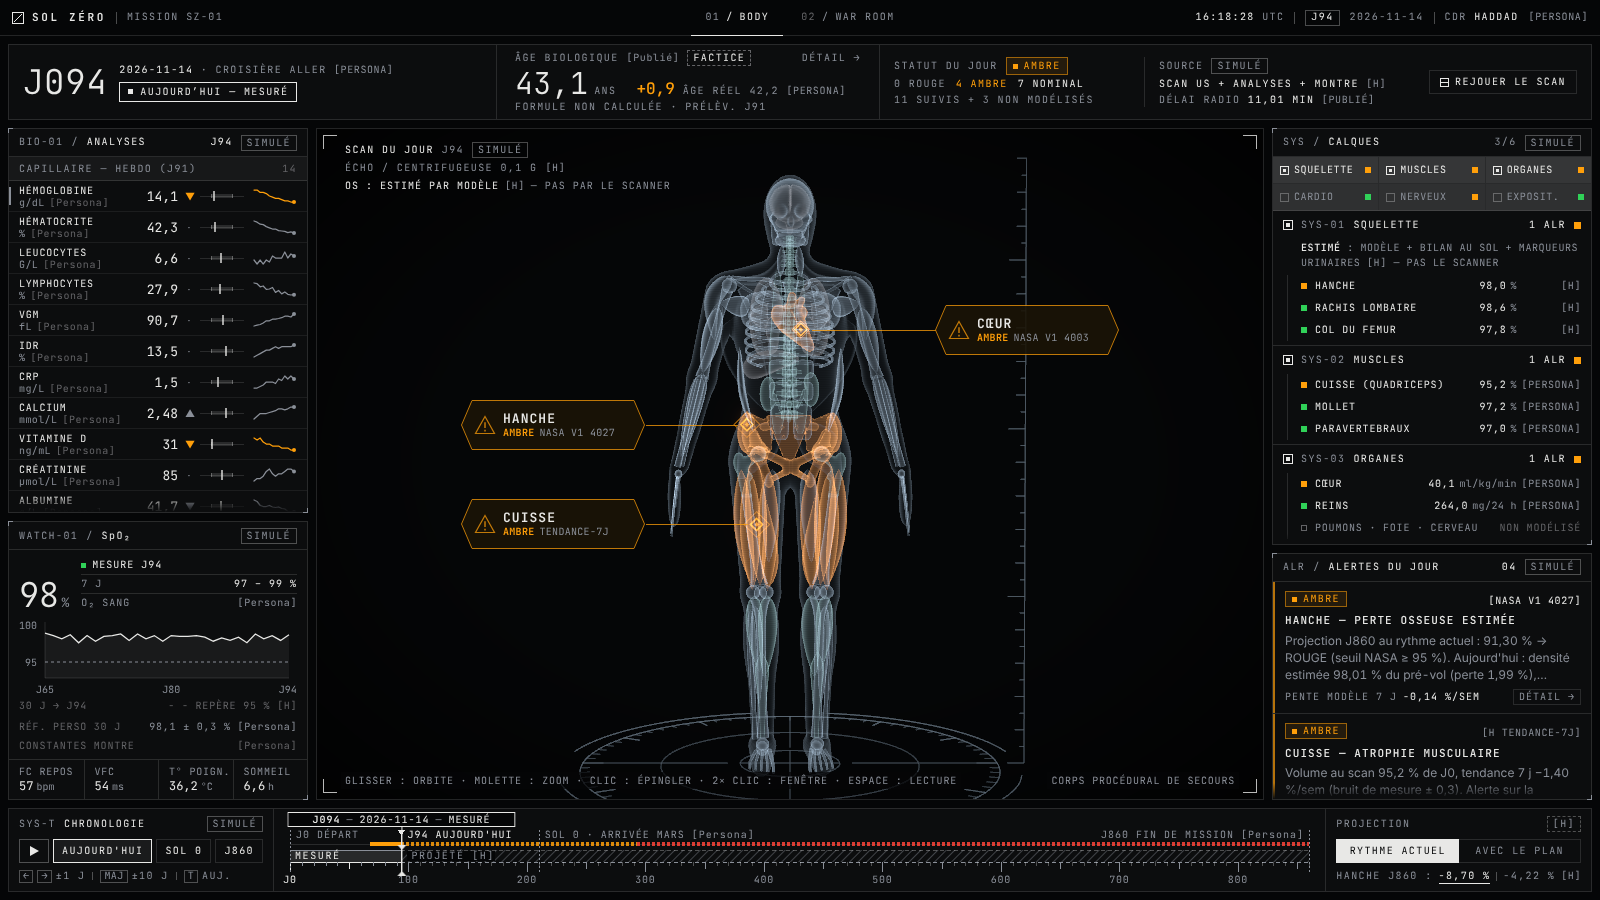 SOL ZÉRO | MISSION SZ-01
01 / BODY
02 / WAR ROOM
16:18:28 UTC | J94 2026-11-14 | CDR HADDAD [PERSONA]
J094
2026-11-14 · CROISIÈRE ALLER [PERSONA]
AUJOURD'HUI — MESURÉ
ÂGE BIOLOGIQUE [Publié] FACTICE
DÉTAIL →
43,1 ANS +0,9 ÂGE RÉEL 42,2 [PERSONA]
FORMULE NON CALCULÉE · PRÉLÈV. J91
STATUT DU JOUR AMBRE
0 ROUGE 4 AMBRE 7 NOMINAL
11 SUIVIS + 3 NON MODÉLISÉS
SOURCE SIMULÉ
SCAN US + ANALYSES + MONTRE [H]
DÉLAI RADIO 11,01 MIN [PUBLIÉ]
REJOUER LE SCAN
BIO-01 / ANALYSES J94 SIMULÉ
CAPILLAIRE — HEBDO (J91) 14
HÉMOGLOBINE
g/dL [Persona]
14,1
HÉMATOCRITE
% [Persona]
42,3
LEUCOCYTES
G/L [Persona]
6,6
LYMPHOCYTES
% [Persona]
27,9
VGM
fL [Persona]
90,7
IDR
% [Persona]
13,5
CRP
mg/L [Persona]
1,5
CALCIUM
mmol/L [Persona]
2,48
VITAMINE D
ng/mL [Persona]
31
CRÉATININE
µmol/L [Persona]
85
ALBUMINE
41,7
WATCH-01 / SpO₂ SIMULÉ
98 %
MESURE J94
7 J 97 – 99 %
O₂ SANG [Persona]
100
95
J65 J80 J94
30 J → J94 - - REPÈRE 95 % [H]
RÉF. PERSO 30 J 98,1 ± 0,3 % [Persona]
CONSTANTES MONTRE [Persona]
FC REPOS
57 bpm
VFC
54 ms
T° POIGN.
36,2 °C
SOMMEIL
6,6 h
SCAN DU JOUR J94 SIMULÉ
ÉCHO / CENTRIFUGEUSE 0,1 G [H]
OS : ESTIMÉ PAR MODÈLE [H] — PAS PAR LE SCANNER
CŒUR
AMBRE NASA V1 4003
HANCHE
AMBRE NASA V1 4027
CUISSE
AMBRE TENDANCE-7J
GLISSER : ORBITE · MOLETTE : ZOOM · CLIC : ÉPINGLER · 2× CLIC : FENÊTRE · ESPACE : LECTURE
CORPS PROCÉDURAL DE SECOURS
SYS / CALQUES 3/6 SIMULÉ
SQUELETTE MUSCLES ORGANES
CARDIO NERVEUX EXPOSIT.
SYS-01 SQUELETTE 1 ALR
ESTIMÉ : MODÈLE + BILAN AU SOL + MARQUEURS
URINAIRES [H] — PAS LE SCANNER
HANCHE 98,0 % [H]
RACHIS LOMBAIRE 98,6 % [H]
COL DU FEMUR 97,8 % [H]
SYS-02 MUSCLES 1 ALR
CUISSE (QUADRICEPS) 95,2 % [PERSONA]
MOLLET 97,2 % [PERSONA]
PARAVERTEBRAUX 97,0 % [PERSONA]
SYS-03 ORGANES 1 ALR
CŒUR 40,1 ml/kg/min [PERSONA]
REINS 264,0 mg/24 h [PERSONA]
POUMONS · FOIE · CERVEAU NON MODÉLISÉ
ALR / ALERTES DU JOUR 04 SIMULÉ
AMBRE [NASA V1 4027]
HANCHE — PERTE OSSEUSE ESTIMÉE
Projection J860 au rythme actuel : 91,30 % →
ROUGE (seuil NASA ≥ 95 %). Aujourd'hui : densité
estimée 98,01 % du pré-vol (perte 1,99 %),…
PENTE MODÈLE 7 J -0,14 %/SEM DÉTAIL →
AMBRE [H TENDANCE-7J]
CUISSE — ATROPHIE MUSCULAIRE
Volume au scan 95,2 % de J0, tendance 7 j −1,40
%/sem (bruit de mesure ± 0,3). Alerte sur la
SYS-T CHRONOLOGIE SIMULÉ
AUJOURD'HUI SOL 0 J860
← → ±1 J | MAJ ±10 J | T AUJ.
J094 — 2026-11-14 — MESURÉ
J0 DÉPART J94 AUJOURD'HUI SOL 0 · ARRIVÉE MARS [Persona] J860 FIN DE MISSION [Persona]
MESURÉ PROJETÉ [H]
J0 100 200 300 400 500 600 700 800
PROJECTION [H]
RYTHME ACTUEL AVEC LE PLAN
HANCHE J860 : -8,70 % | -4,22 % [H]